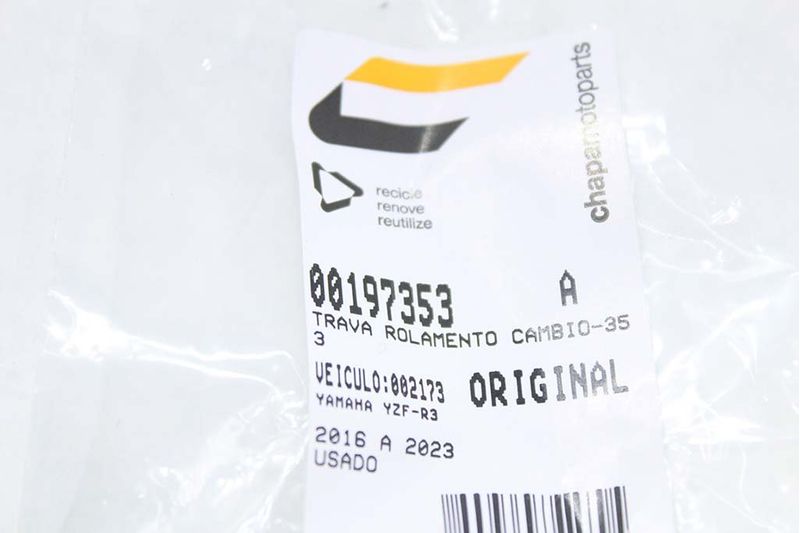 chapamotoparts
recicle
renove
reutilize
00197353 A
TRAVA ROLAMENTO CAMBIO-35
3
VEICULO:002173 ORIGINAL
YAMAHA YZF-R3
2016 A 2023
USADO